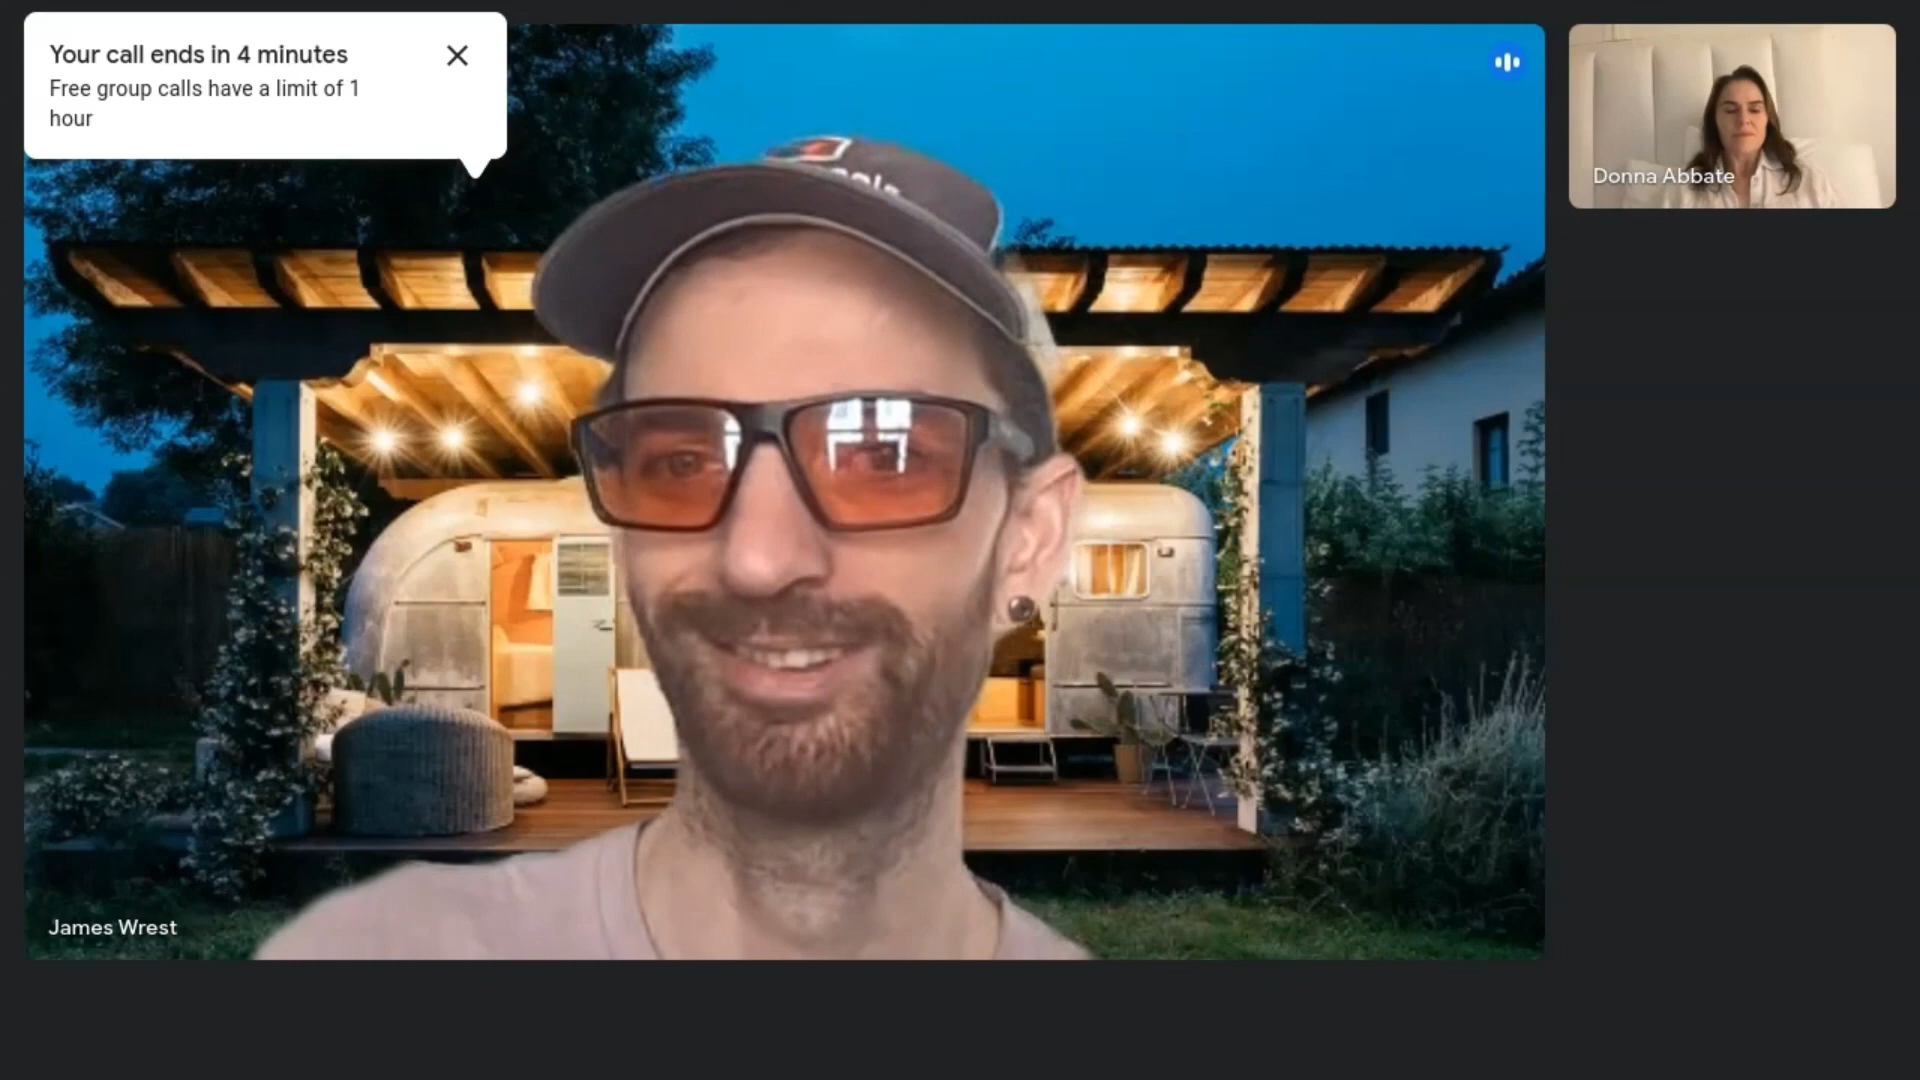 Your call ends in 4 minutes
Free group calls have a limit of 1
hour
Donna Abbate
James Wrest